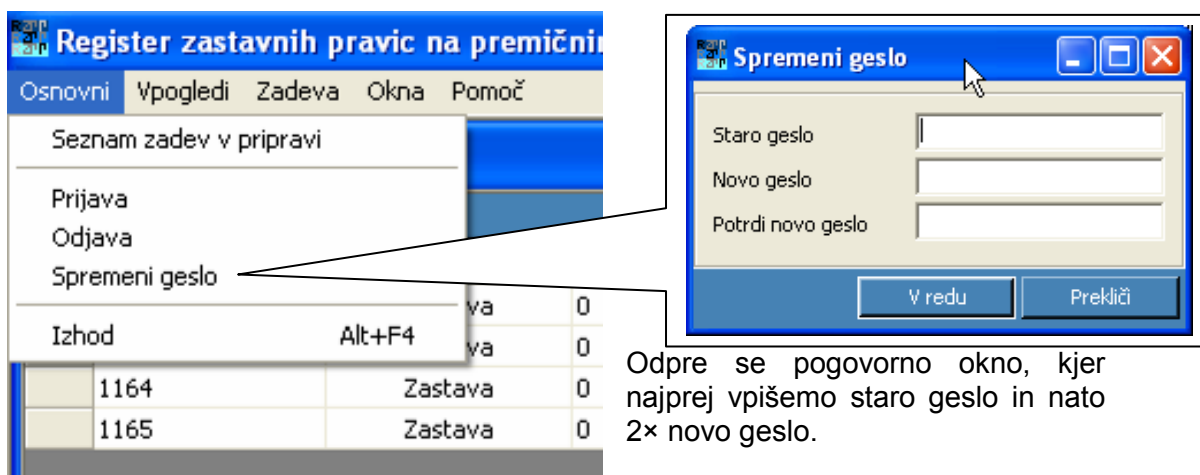 Register zastavnih pravic na premičnin
Osnovni Vpogledi Zadeva Okna Pomoč
Seznam zadev v pripravi
Prijava
Odjava
Spremeni geslo
Izhod Alt+F4
va 0
va 0
1164 Zastava 0
1165 Zastava 0
Spremeni geslo
Staro geslo
Novo geslo
Potrdi novo geslo
V redu Prekliči
Odpre se pogovorno okno, kjer
najprej vpišemo staro geslo in nato
2× novo geslo.